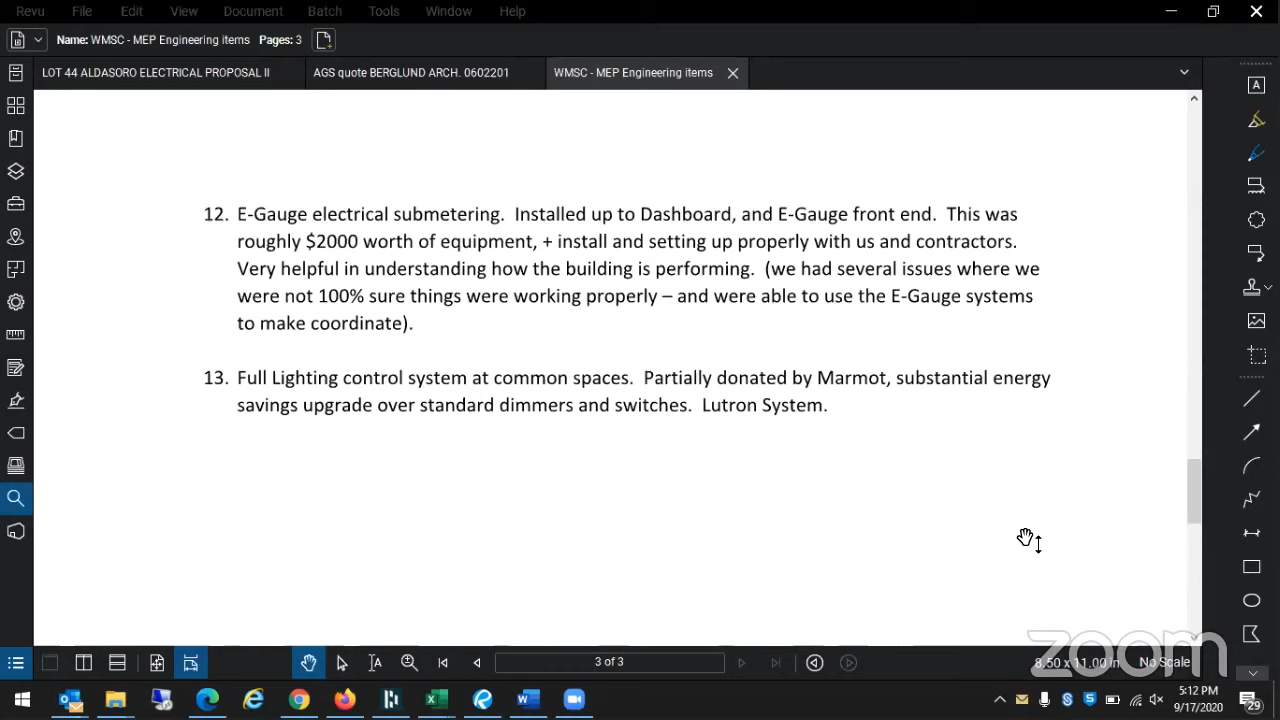 Revu File Edit View Document Batch Tools Window Help
Name: WMSC - MEP Engineering items Pages: 3
LOT 44 ALDASORO ELECTRICAL PROPOSAL II AGS quote BERGLUND ARCH. 0602201 WMSC - MEP Engineering items
12. E-Gauge electrical submetering. Installed up to Dashboard, and E-Gauge front end. This was
roughly $2000 worth of equipment, + install and setting up properly with us and contractors.
Very helpful in understanding how the building is performing. (we had several issues where we
were not 100% sure things were working properly – and were able to use the E-Gauge systems
to make coordinate).
13. Full Lighting control system at common spaces. Partially donated by Marmot, substantial energy
savings upgrade over standard dimmers and switches. Lutron System.
zoom
3 of 3 8.50 x 11.00 in No Scale
5:12 PM
9/17/2020
29